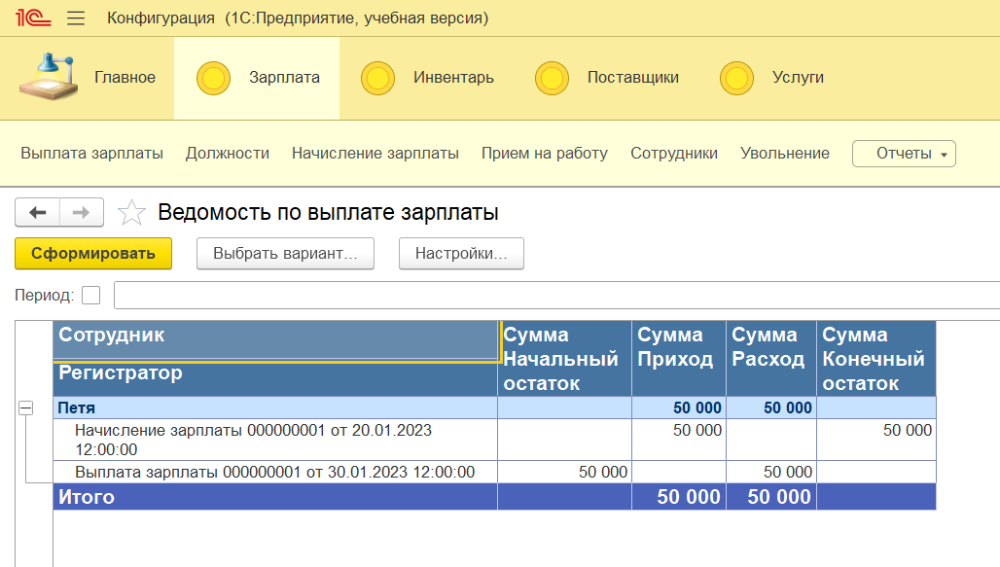 1С Конфигурация (1С:Предприятие, учебная версия)
Главное Зарплата Инвентарь Поставщики Услуги
Выплата зарплаты Должности Начисление зарплаты Прием на работу Сотрудники Увольнение Отчеты
Ведомость по выплате зарплаты
Сформировать Выбрать вариант... Настройки...
Период:
Сотрудник
Регистратор
Сумма Начальный остаток
Сумма Приход
Сумма Расход
Сумма Конечный остаток
Петя 50 000 50 000
Начисление зарплаты 000000001 от 20.01.2023 50 000 50 000
12:00:00
Выплата зарплаты 000000001 от 30.01.2023 12:00:00 50 000 50 000
Итого 50 000 50 000